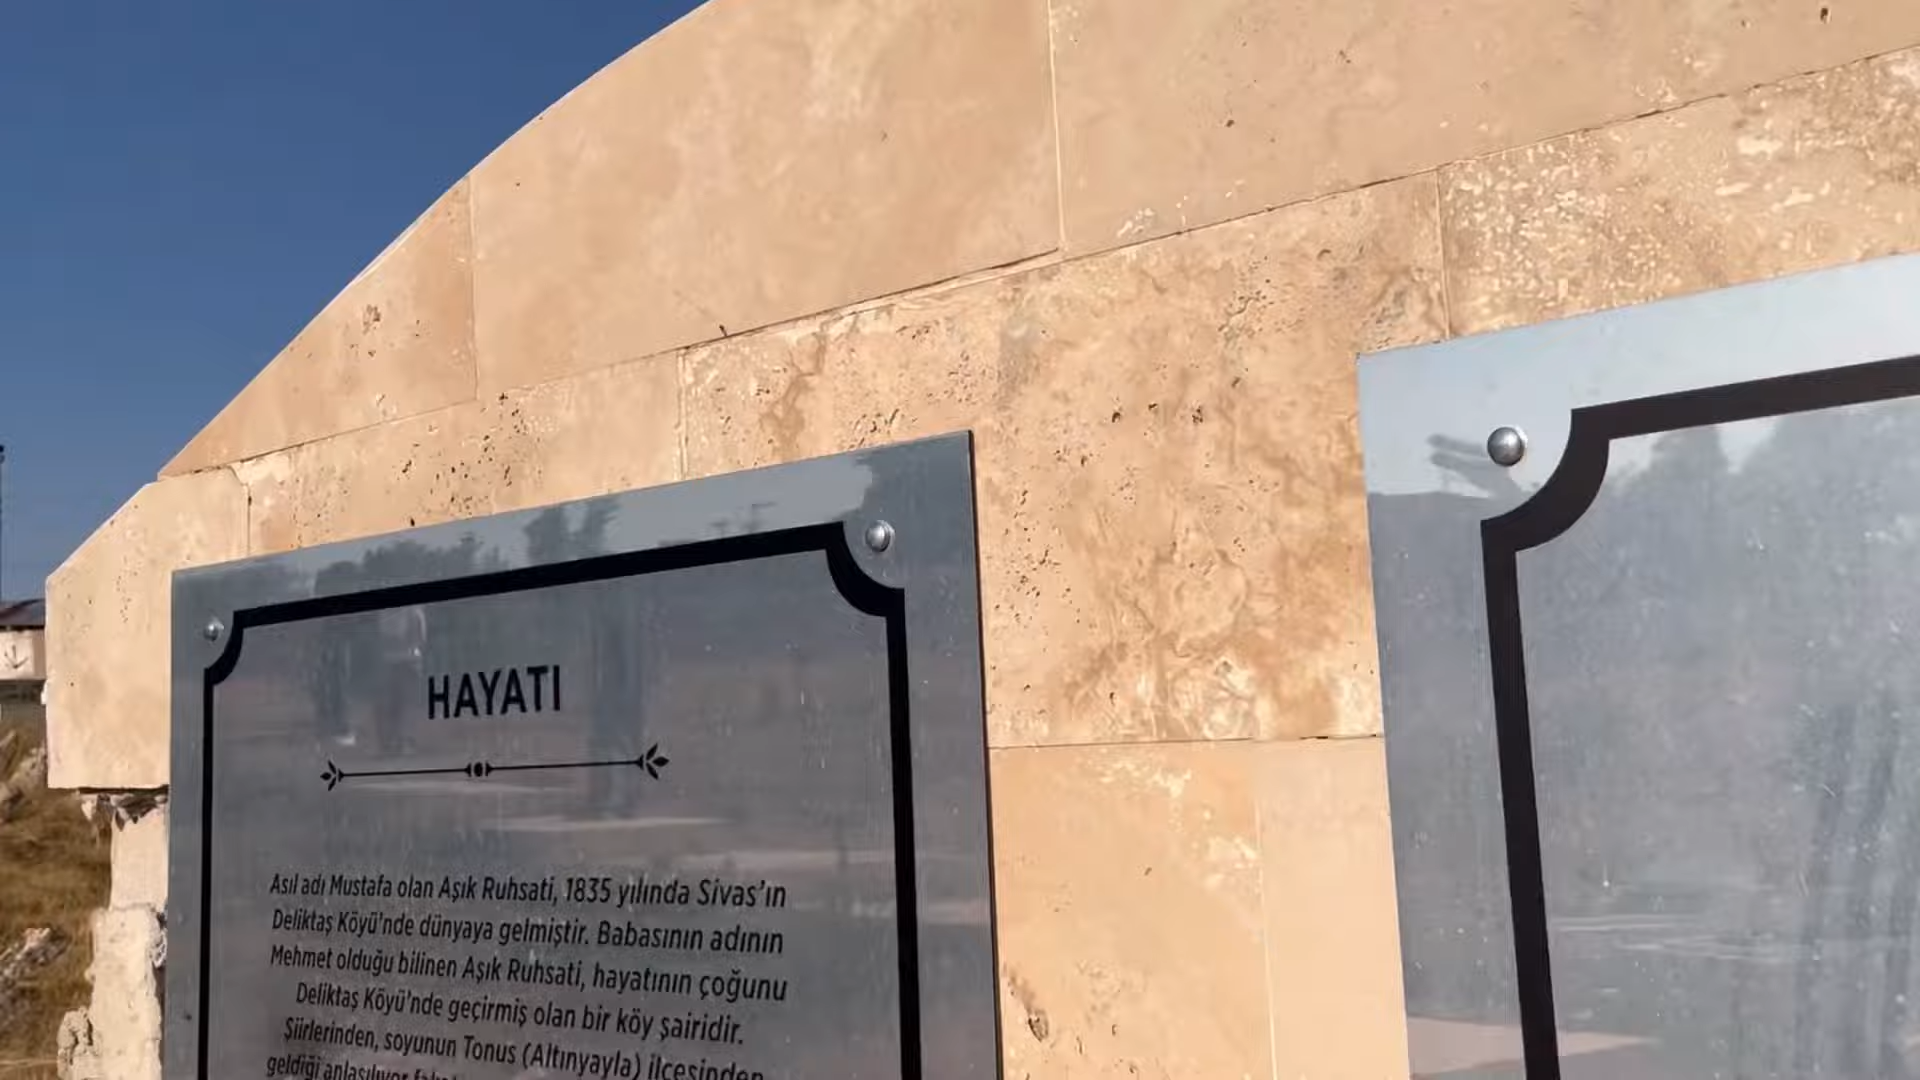 HAYATI
Asıl adı Mustafa olan Aşık Ruhsati, 1835 yılında Sivas’ın
Deliktaş Köyü’nde dünyaya gelmiştir. Babasının adının
Mehmet olduğu bilinen Aşık Ruhsati, hayatının çoğunu
Deliktaş Köyü’nde geçirmiş olan bir köy şairidir.
Şiirlerinden, soyunun Tonus (Altınyayla) ilçesinden
geldiği anlaşılıyor